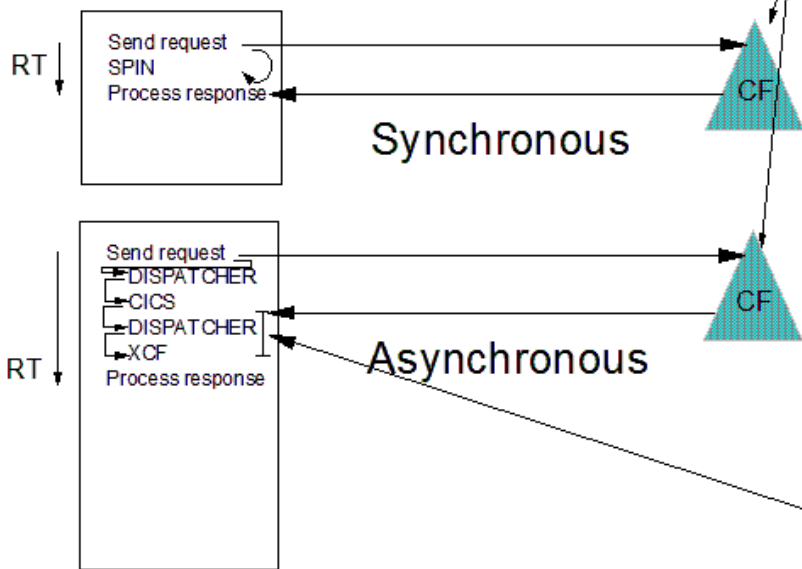 Send request
RT
SPIN
Process response
CF
Synchronous
Send request
DISPATCHER
CICS
DISPATCHER
XCF
RT
Process response
CF
Asynchronous